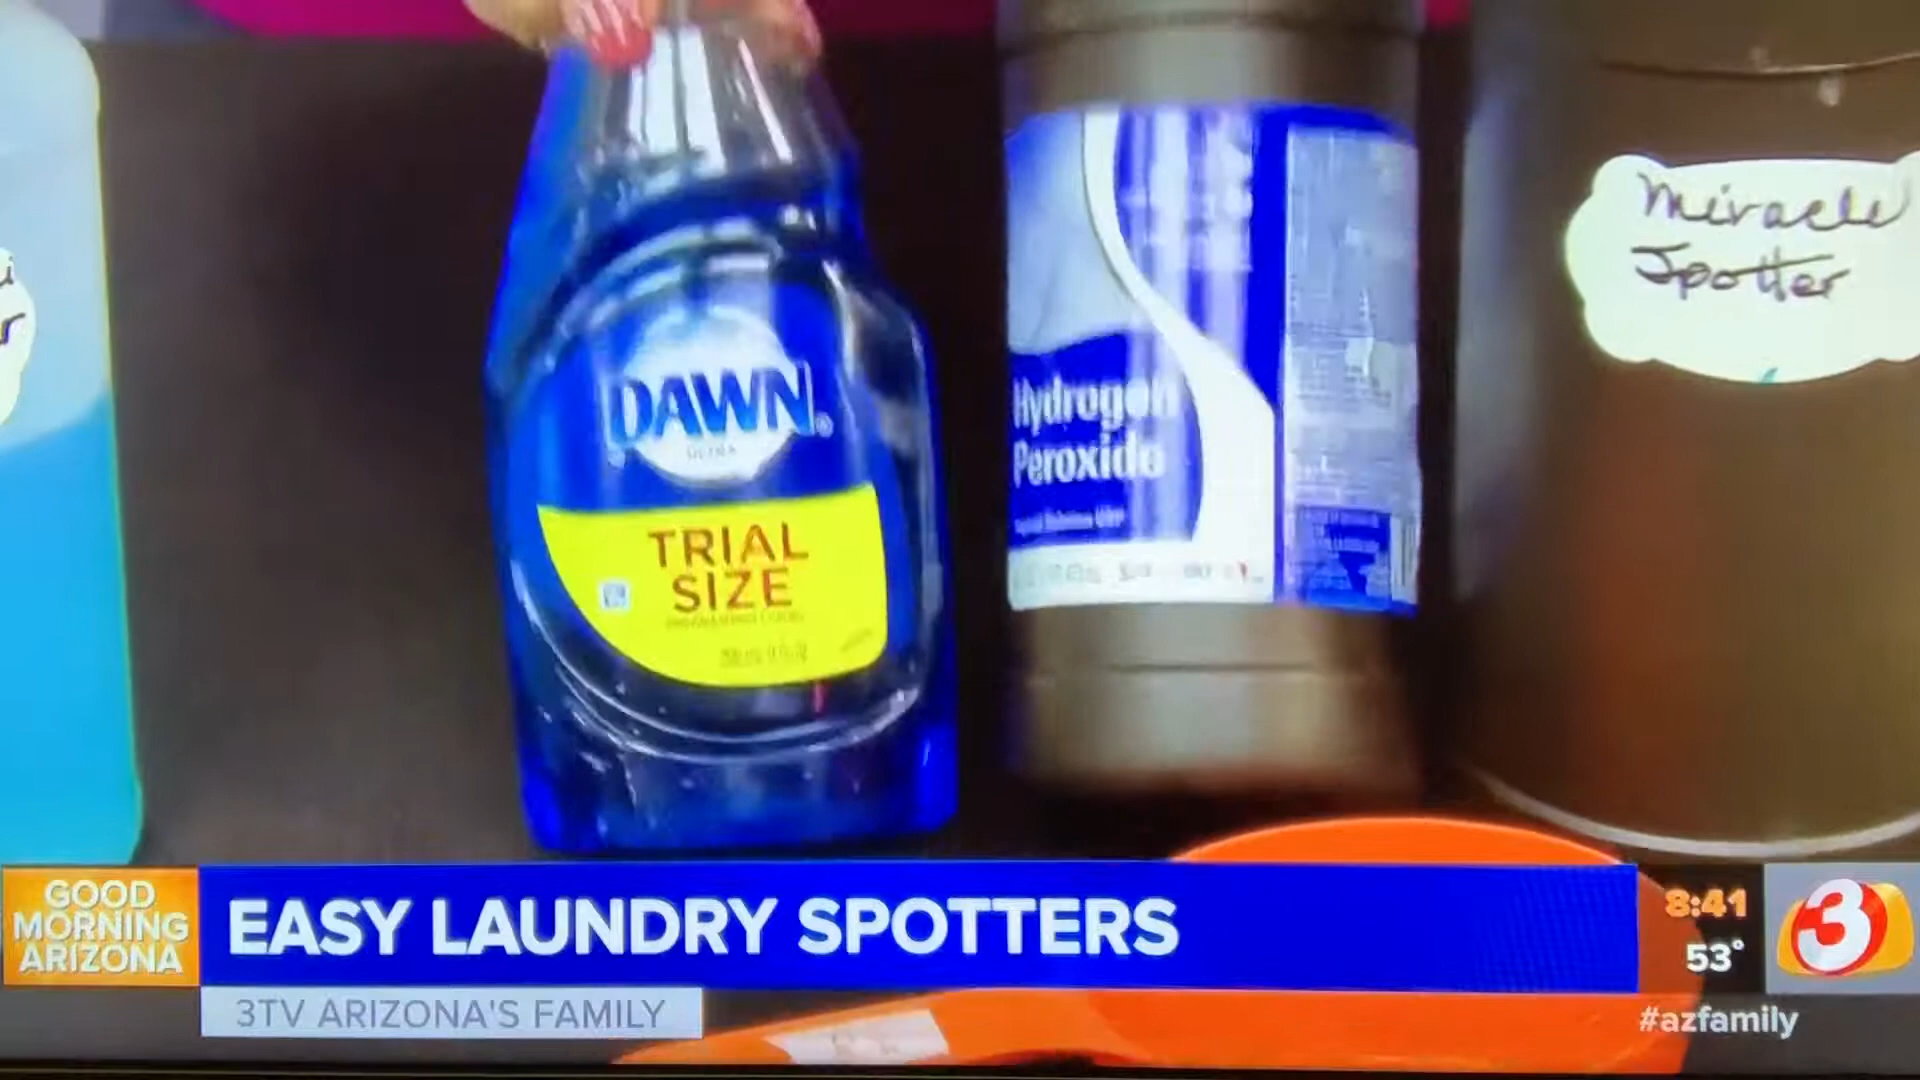 DAWN
ULTRA
TRIAL
SIZE
Hydrogen
Peroxide
Miracle
Spotter
GOOD
MORNING
ARIZONA
EASY LAUNDRY SPOTTERS
3TV ARIZONA'S FAMILY
8:41
53°
3
#azfamily